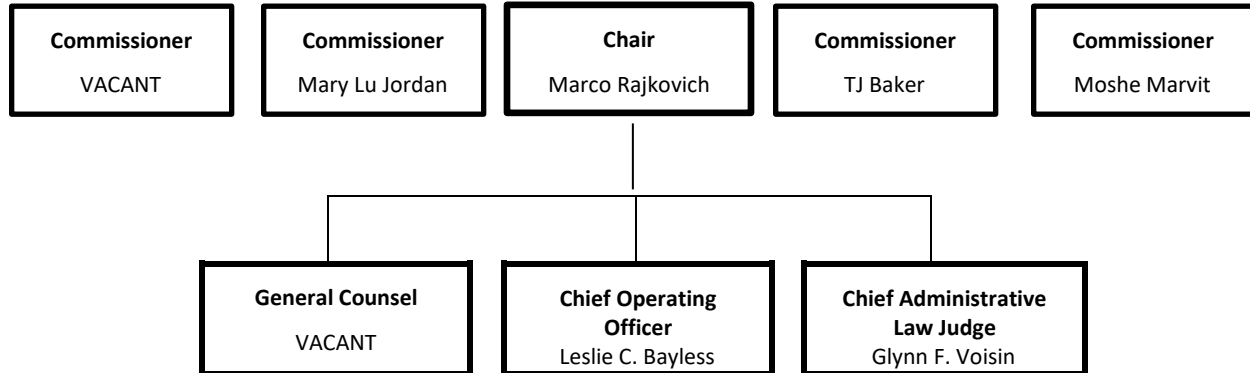 Commissioner
VACANT
Commissioner
Mary Lu Jordan
Chair
Marco Rajkovich
Commissioner
TJ Baker
Commissioner
Moshe Marvit
General Counsel
VACANT
Chief Operating
Officer
Leslie C. Bayless
Chief Administrative
Law Judge
Glynn F. Voisin